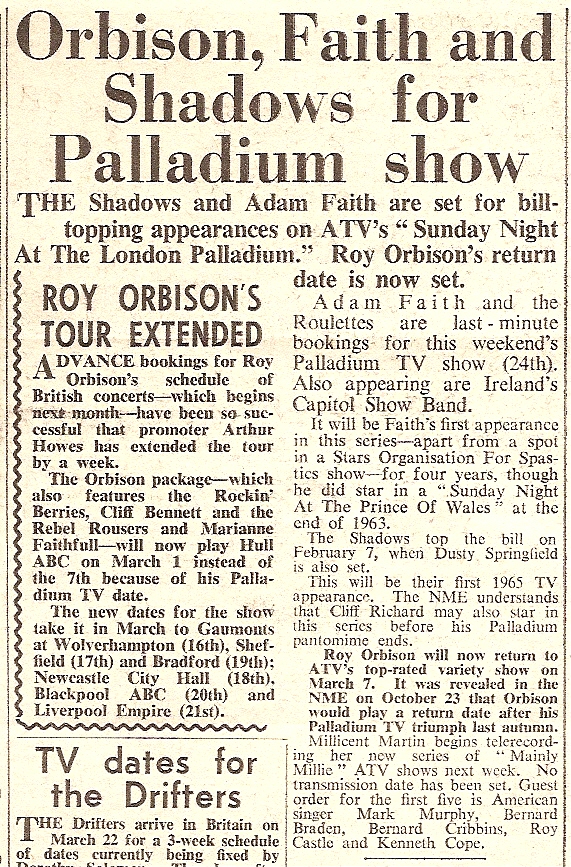 Orbison, Faith and
Shadows for
Palladium show
THE Shadows and Adam Faith are set for bill-
topping appearances on ATV's “ Sunday Night
At The London Palladium.” Roy Orbison's return
date is now set.
Adam Faith and the
Roulettes are last-minute
bookings for this weekend's
Palladium TV show (24th).
Also appearing are Ireland's
Capitol Show Band.
It will be Faith's first appearance
in this series—apart from a spot
in a Stars Organisation For Spas-
tics show—for four years, though
he did star in a “ Sunday Night
At The Prince Of Wales ” at the
end of 1963.
The Shadows top the bill on
February 7, when Dusty Springfield
is also set.
This will be their first 1965 TV
appearance. The NME understands
that Cliff Richard may also star in
this series before his Palladium
pantomime ends.
Roy Orbison will now return to
ATV's top-rated variety show on
March 7. It was revealed in the
NME on October 23 that Orbison
would play a return date after his
Palladium TV triumph last autumn.
Millicent Martin begins telerecord-
ing her new series of “ Mainly
Millie ” ATV shows next week. No
transmission date has been set. Guest
order for the first five is American
singer Mark Murphy, Bernard
Braden, Bernard Cribbins, Roy
Castle and Kenneth Cope.
ROY ORBISON'S
TOUR EXTENDED
ADVANCE bookings for Roy
Orbison's schedule of
British concerts—which begins
next month—have been so suc-
cessful that promoter Arthur
Howes has extended the tour
by a week.
The Orbison package—which
also features the Rockin'
Berries, Cliff Bennett and the
Rebel Rousers and Marianne
Faithfull—will now play Hull
ABC on March 1 instead of
the 7th because of his Palla-
dium TV date.
The new dates for the show
take it in March to Gaumonts
at Wolverhampton (16th), Shef-
field (17th) and Bradford (19th);
Newcastle City Hall (18th),
Blackpool ABC (20th) and
Liverpool Empire (21st).
TV dates for
the Drifters
THE Drifters arrive in Britain on
March 22 for a 3-week schedule
of dates currently being fixed by